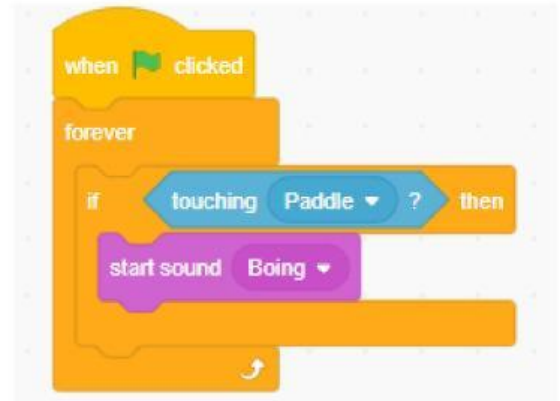 when clicked
forever
if touching Paddle ? then
start sound Boing